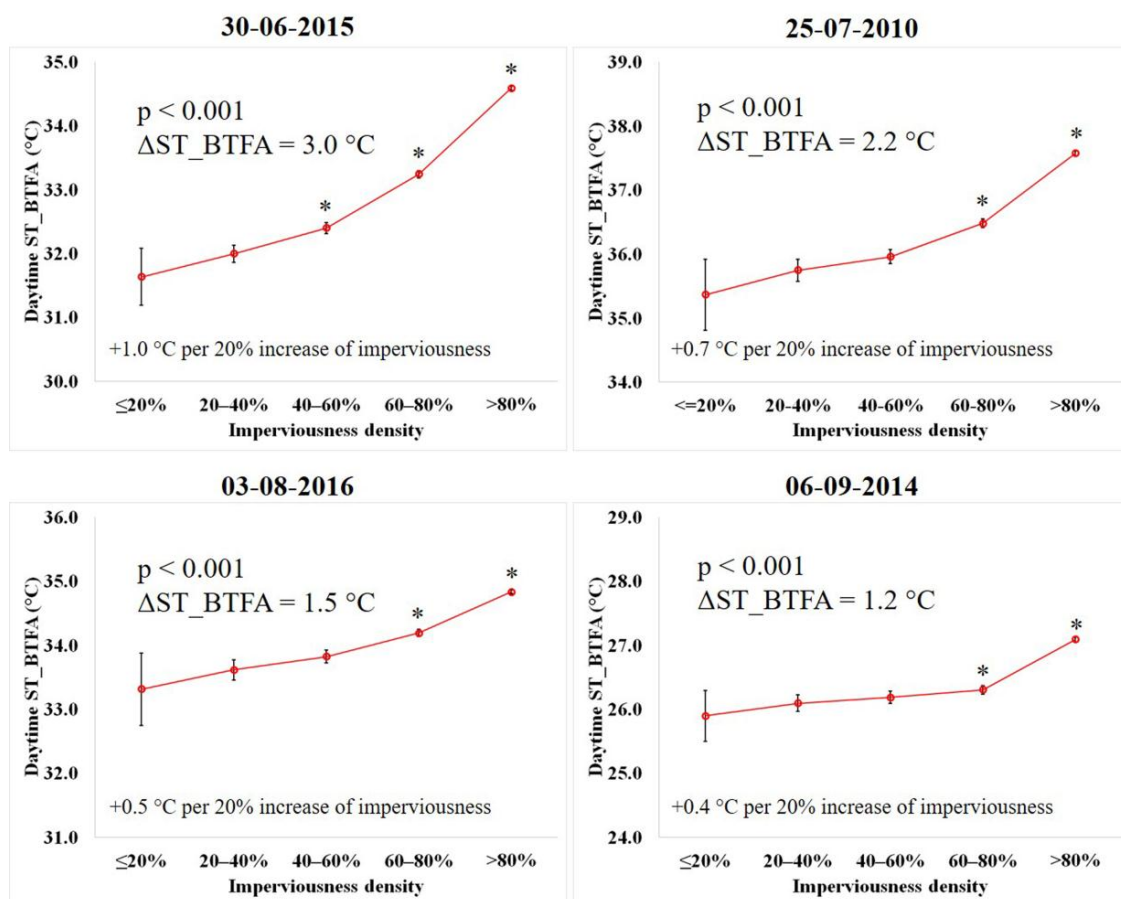 30-06-2015
35.0
34.0
33.0
32.0
31.0
30.0
Daytime ST_BTFA (°C)
p < 0.001
ΔST_BTFA = 3.0 °C
*
*
*
+1.0 °C per 20% increase of imperviousness
≤20% 20–40% 40–60% 60–80% >80%
Imperviousness density
25-07-2010
39.0
38.0
37.0
36.0
35.0
34.0
Daytime ST_BTFA (°C)
p < 0.001
ΔST_BTFA = 2.2 °C
*
*
+0.7 °C per 20% increase of imperviousness
<=20% 20-40% 40-60% 60-80% >80%
Imperviousness density
03-08-2016
36.0
35.0
34.0
33.0
32.0
31.0
Daytime ST_BTFA (°C)
p < 0.001
ΔST_BTFA = 1.5 °C
*
*
+0.5 °C per 20% increase of imperviousness
≤20% 20–40% 40–60% 60–80% >80%
Imperviousness density
06-09-2014
29.0
28.0
27.0
26.0
25.0
24.0
Daytime ST_BTFA (°C)
p < 0.001
ΔST_BTFA = 1.2 °C
*
*
+0.4 °C per 20% increase of imperviousness
≤20% 20–40% 40–60% 60–80% >80%
Imperviousness density